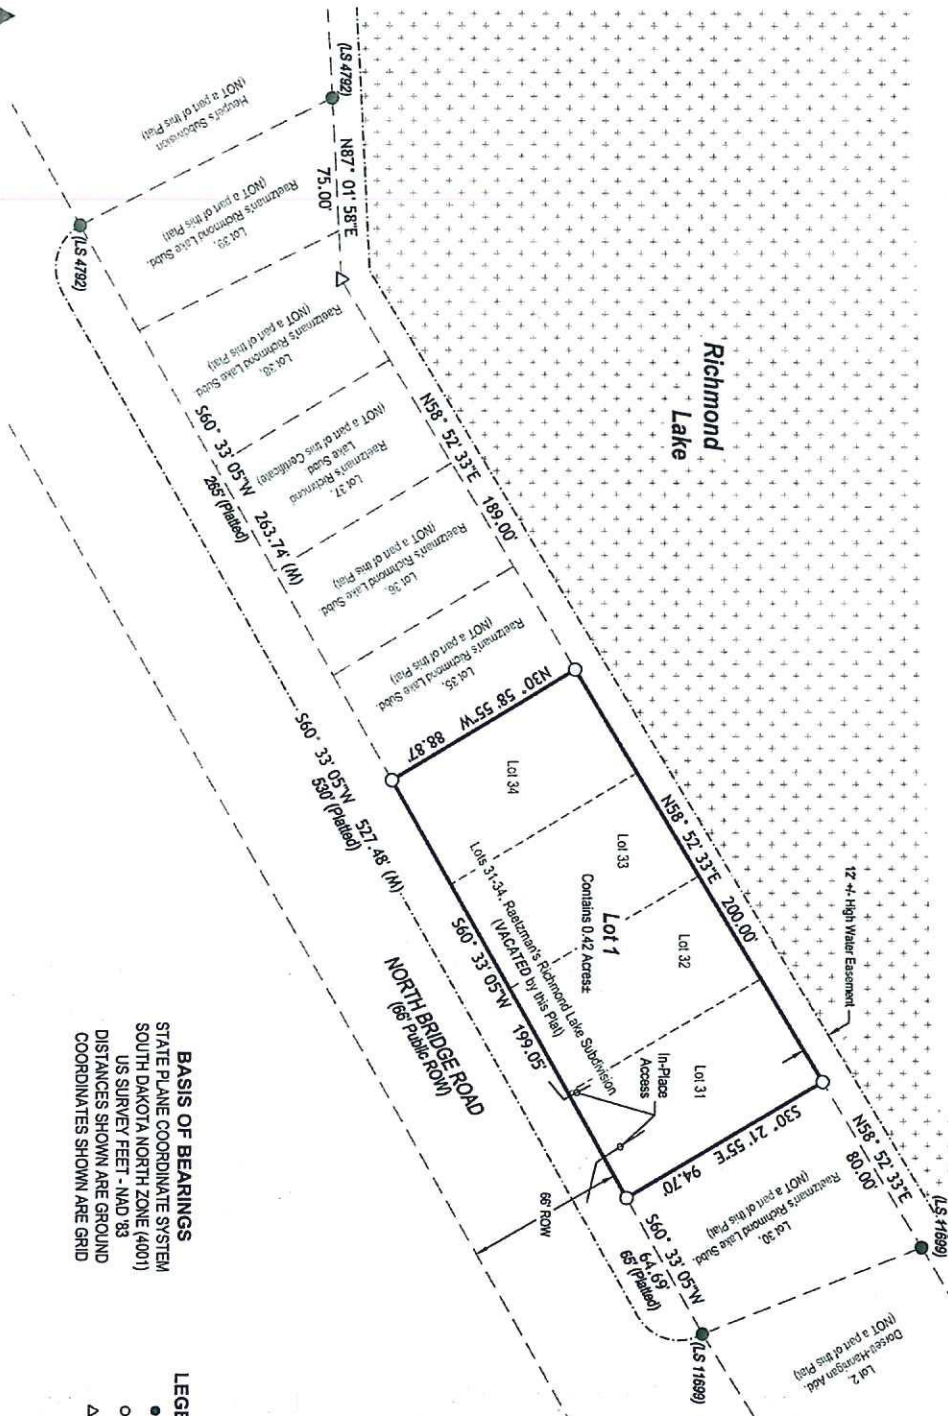 Richmond
Lake
12' +/- High Water Easement
(LS 4792)
N87° 01' 58"E
75.00'
Heupel's Subdivision
(NOT a part of this Plat)
Lot 39,
Raetzman's Richmond Lake Subd.
(NOT a part of this Plat)
(LS 4792)
Lot 38,
Raetzman's Richmond Lake Subd.
(NOT a part of this Plat)
N58° 52' 33"E 189.00'
Lot 37,
Raetzman's Richmond
Lake Subd
(NOT a part of this Certificate)
S60° 33' 05"W 263.74' (M)
265' (Platted)
Lot 36,
Raetzman's Richmond Lake Subd.
(NOT a part of this Plat)
Lot 35,
Raetzman's Richmond Lake Subd.
(NOT a part of this Plat)
N30° 58' 55"W 88.87'
S60° 33' 05"W 527.48' (M)
530' (Platted)
Lot 34
Lot 33
Lot 32
Lot 31
N58° 52' 33"E 200.00'
Lot 1
Contains 0.42 Acres±
Lots 31-34, Raetzman's Richmond Lake Subdivision
(VACATED by this Plat)
S60° 33' 05"W 199.05'
In-Place
Access
S30° 21' 55"E 94.70'
NORTH BRIDGE ROAD
(66' Public ROW)
66' ROW
N58° 52' 33"E
80.00'
(LS 11699)
Lot 30,
Raetzman's Richmond Lake Subd.
(NOT a part of this Plat)
S60° 33' 05"W
64.69'
65' (Platted)
(LS 11699)
Lot 2,
Dorsett-Hannigan Add.
(NOT a part of this Plat)
BASIS OF BEARINGS
STATE PLANE COORDINATE SYSTEM
SOUTH DAKOTA NORTH ZONE (4001)
US SURVEY FEET - NAD '83
DISTANCES SHOWN ARE GROUND
COORDINATES SHOWN ARE GRID